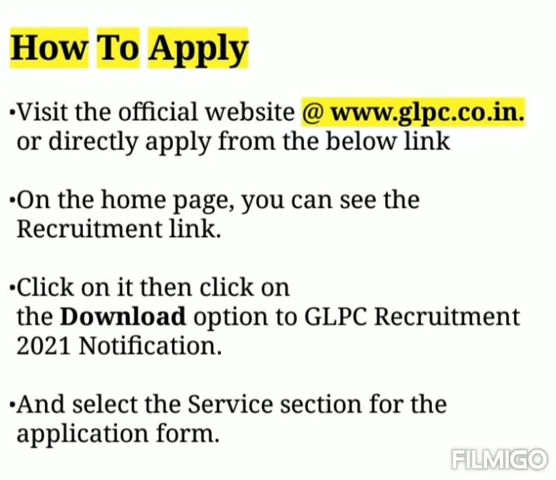 How To Apply
•Visit the official website @ www.glpc.co.in.
or directly apply from the below link
•On the home page, you can see the
Recruitment link.
•Click on it then click on
the Download option to GLPC Recruitment
2021 Notification.
•And select the Service section for the
application form.
FILMIGO